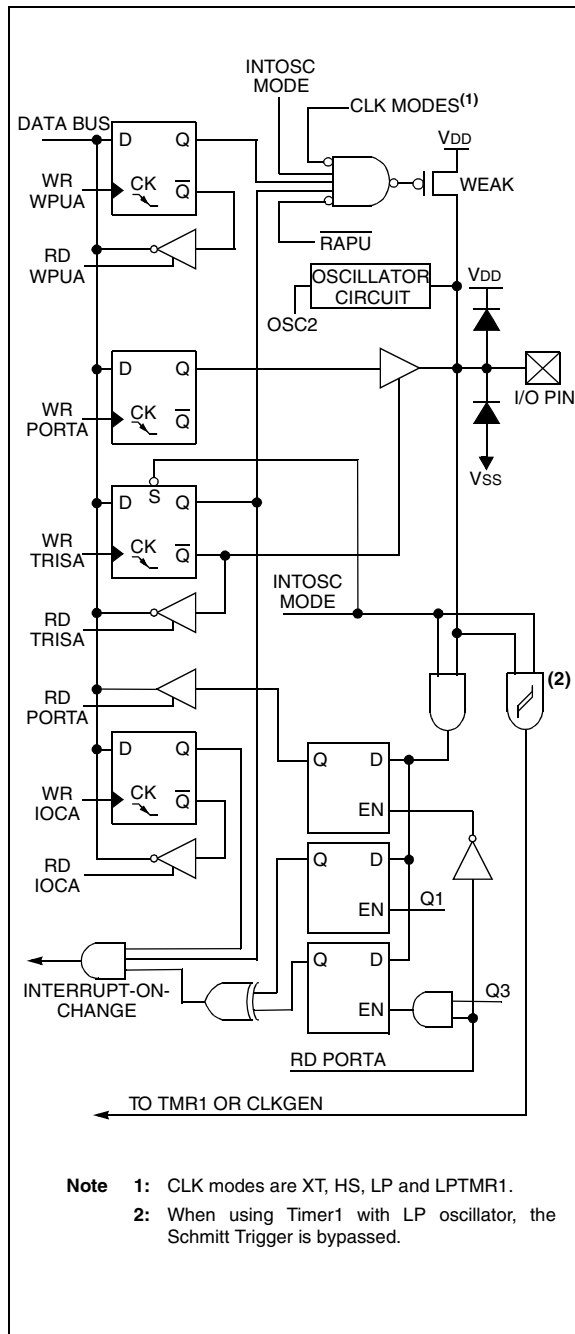 INTOSC
MODE
CLK MODES(1)
DATA BUS
D Q
VDD
WR
WPUA
CK
Q
WEAK
RD
WPUA
RAPU
OSCILLATOR
CIRCUIT
VDD
OSC2
D Q
I/O PIN
WR
PORTA
CK
Q
VSS
D S Q
WR
TRISA
CK
Q
INTOSC
MODE
RD
TRISA
(2)
RD
PORTA
D Q
Q D
WR
IOCA
CK
Q
EN
RD
IOCA
Q D
Q1
EN
Q D
INTERRUPT-ON-
CHANGE
EN
Q3
RD PORTA
TO TMR1 OR CLKGEN
Note 1: CLK modes are XT, HS, LP and LPTMR1.
2: When using Timer1 with LP oscillator, the
Schmitt Trigger is bypassed.